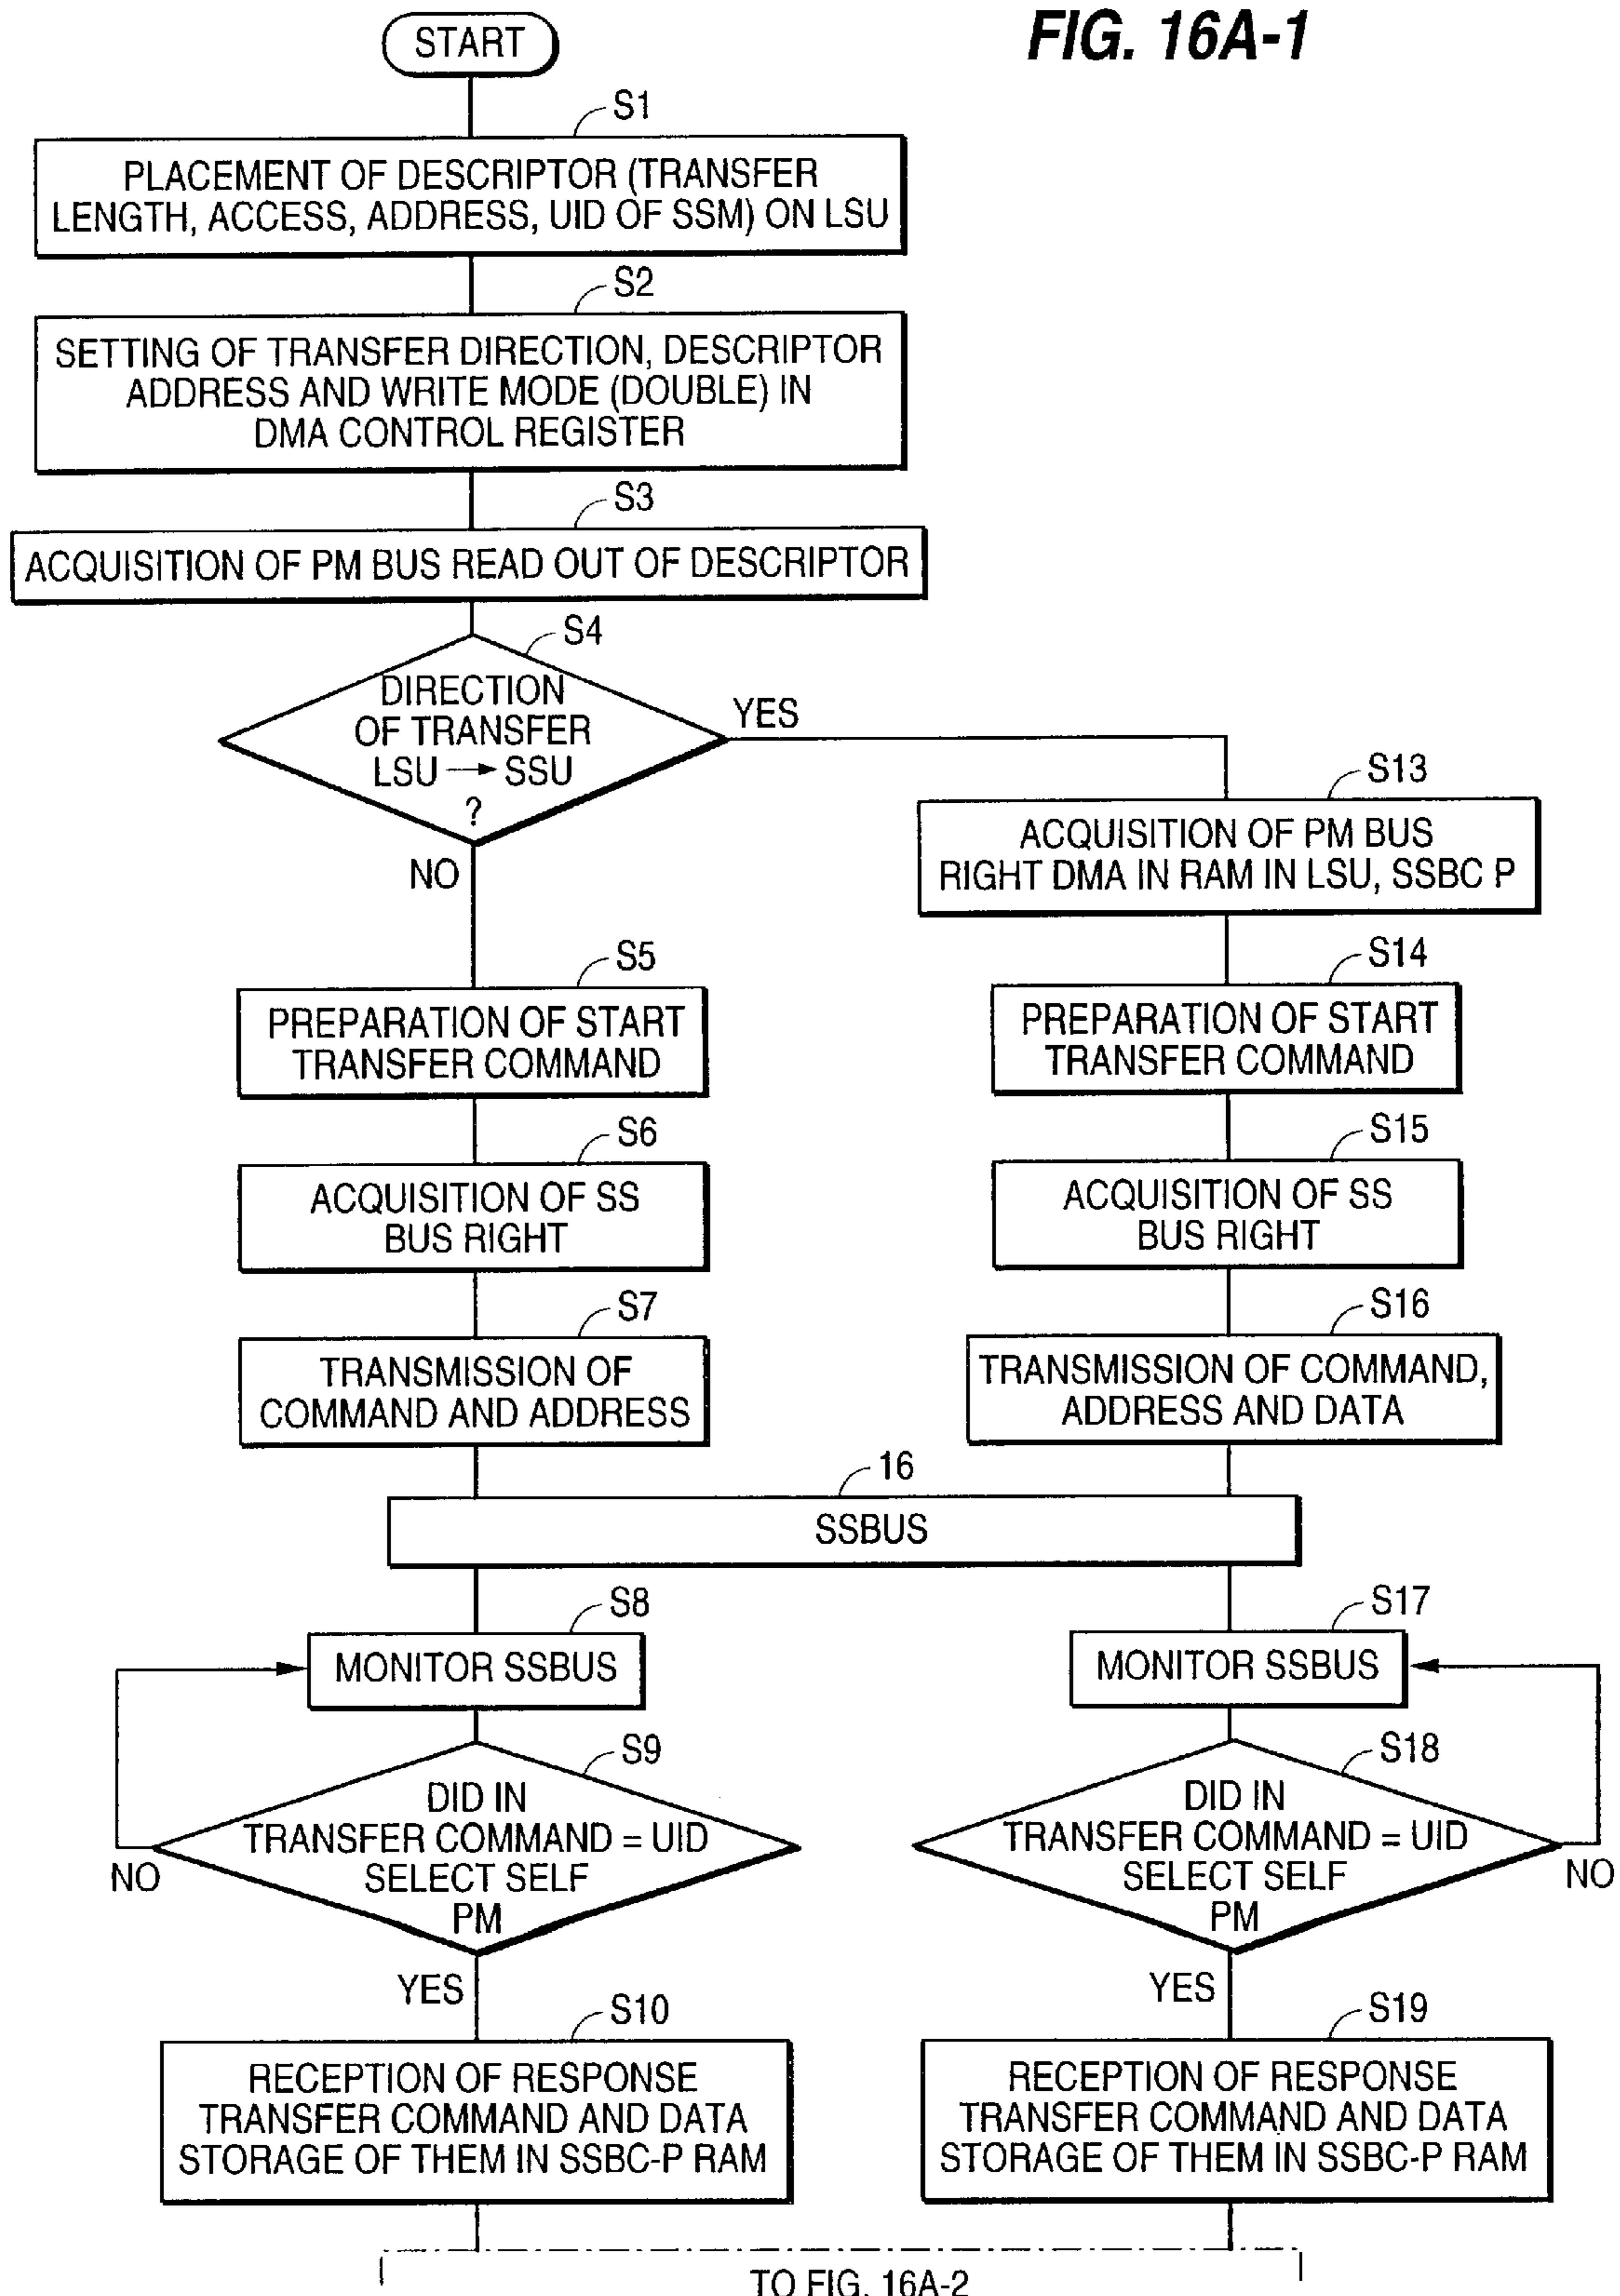 FIG. 16A-1
START
S1
PLACEMENT OF DESCRIPTOR (TRANSFER
LENGTH, ACCESS, ADDRESS, UID OF SSM) ON LSU
S2
SETTING OF TRANSFER DIRECTION, DESCRIPTOR
ADDRESS AND WRITE MODE (DOUBLE) IN
DMA CONTROL REGISTER
S3
ACQUISITION OF PM BUS READ OUT OF DESCRIPTOR
S4
DIRECTION
OF TRANSFER
LSU → SSU
?
YES
NO
S5
PREPARATION OF START
TRANSFER COMMAND
S6
ACQUISITION OF SS
BUS RIGHT
S7
TRANSMISSION OF
COMMAND AND ADDRESS
S13
ACQUISITION OF PM BUS
RIGHT DMA IN RAM IN LSU, SSBC P
S14
PREPARATION OF START
TRANSFER COMMAND
S15
ACQUISITION OF SS
BUS RIGHT
S16
TRANSMISSION OF COMMAND,
ADDRESS AND DATA
16
SSBUS
S8
MONITOR SSBUS
S9
DID IN
TRANSFER COMMAND = UID
SELECT SELF
PM
NO
YES
S10
RECEPTION OF RESPONSE
TRANSFER COMMAND AND DATA
STORAGE OF THEM IN SSBC-P RAM
S17
MONITOR SSBUS
S18
DID IN
TRANSFER COMMAND = UID
SELECT SELF
PM
NO
YES
S19
RECEPTION OF RESPONSE
TRANSFER COMMAND AND DATA
STORAGE OF THEM IN SSBC-P RAM
TO FIG. 16A-2